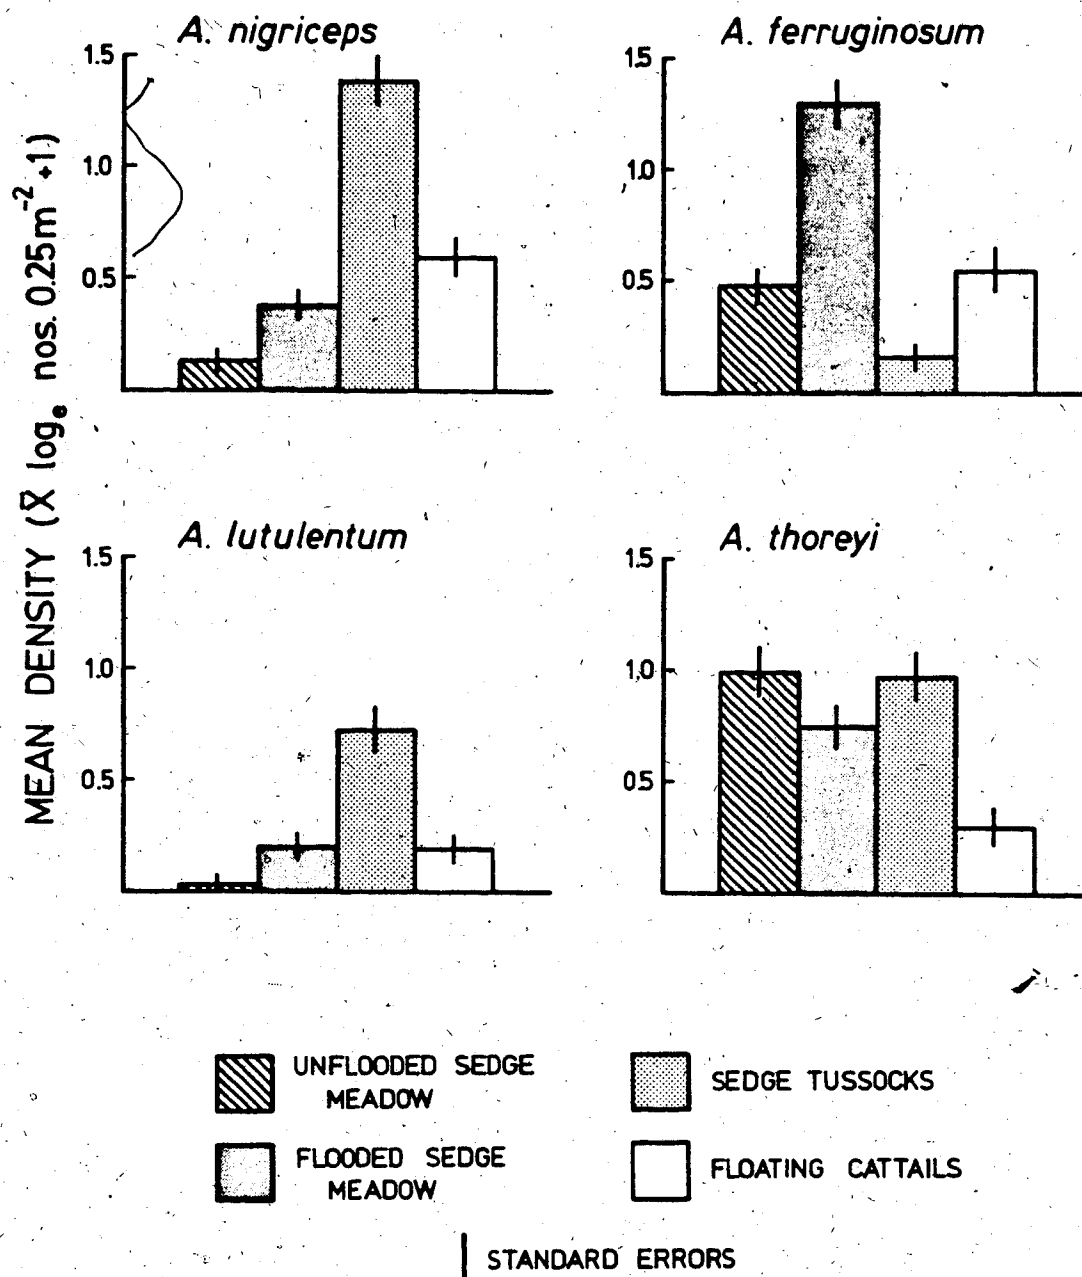 A. nigriceps
1.5
1.0
0.5
A. ferruginosum
1.5
1.0
0.5
MEAN DENSITY (X̄ logₑ nos. 0.25m⁻² +1)
A. lutulentum
1.5
1.0
0.5
A. thoreyi
1.5
1.0
0.5
UNFLOODED SEDGE
MEADOW
SEDGE TUSSOCKS
FLOODED SEDGE
MEADOW
FLOATING CATTAILS
STANDARD ERRORS